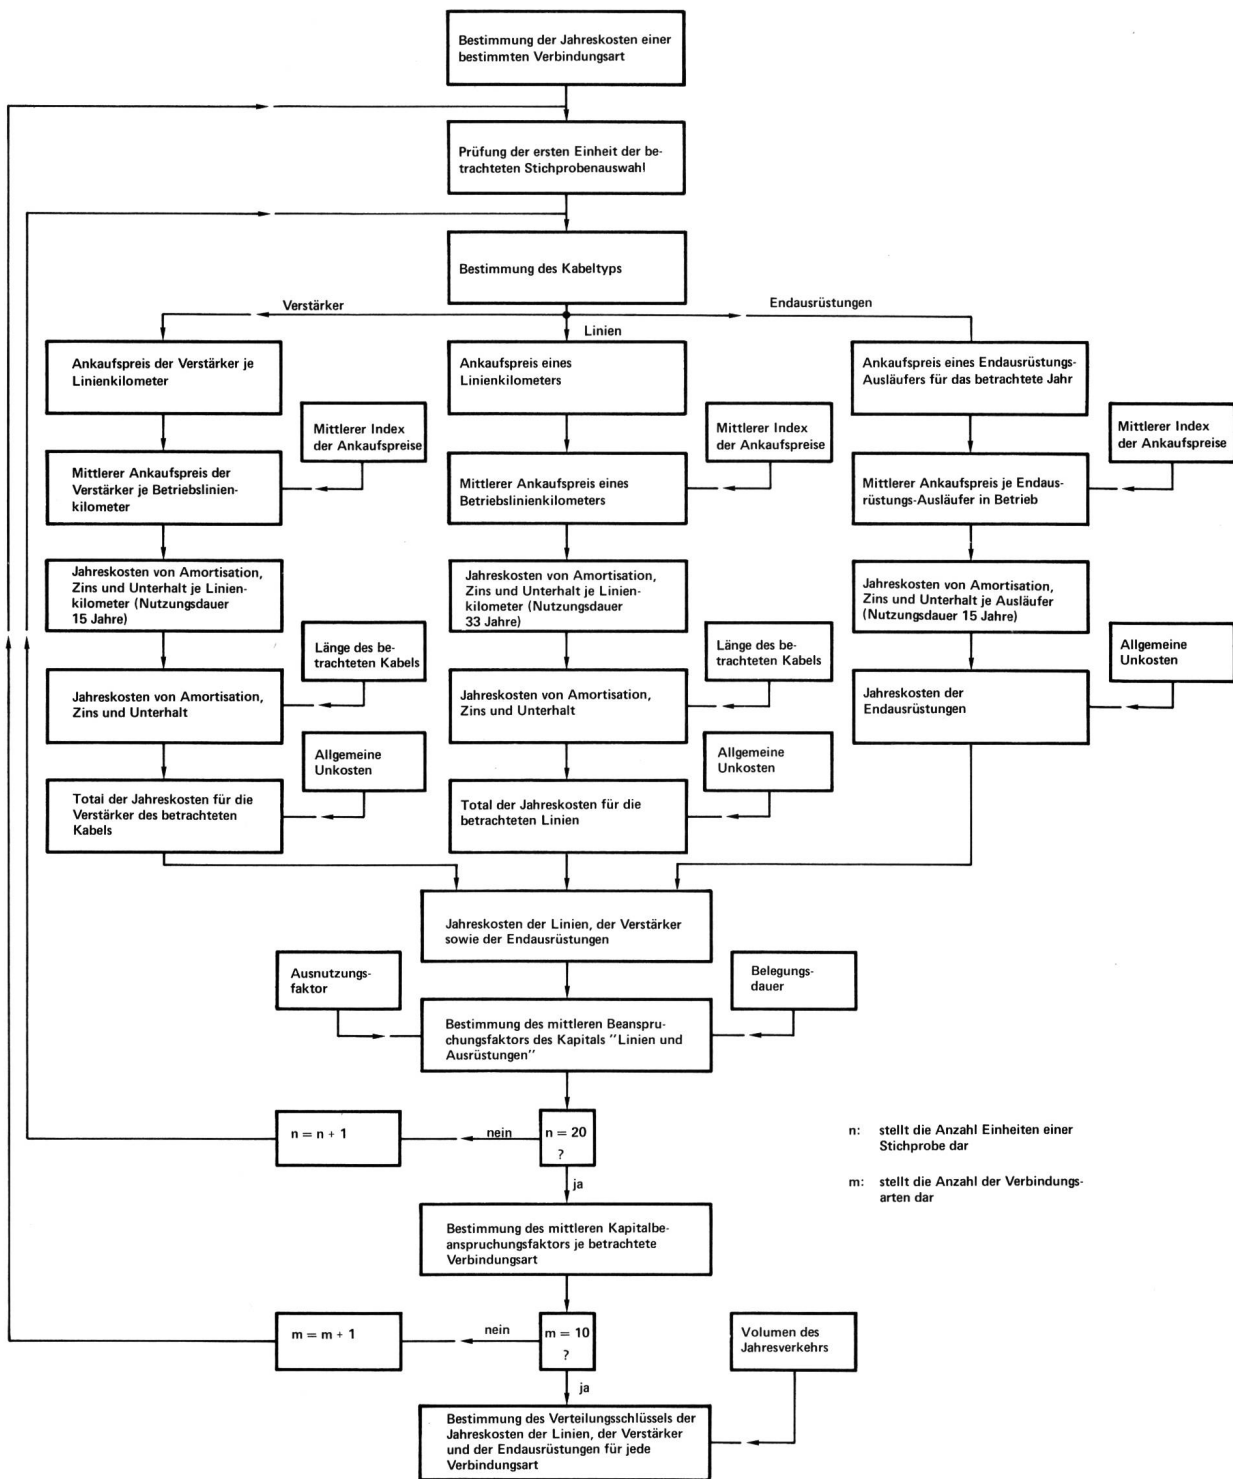 Bestimmung der Jahreskosten einer
bestimmten Verbindungsart
Prüfung der ersten Einheit der be-
trachteten Stichprobenauswahl
Bestimmung des Kabeltyps
Verstärker
Linien
Endausrüstungen
Ankaufspreis der Verstärker je
Linienkilometer
Ankaufspreis eines
Linienkilometers
Ankaufspreis eines Endausrüstungs-
Ausläufers für das betrachtete Jahr
Mittlerer Index
der Ankaufspreise
Mittlerer Index
der Ankaufspreise
Mittlerer Index
der Ankaufspreise
Mittlerer Ankaufspreis der
Verstärker je Betriebslinien-
kilometer
Mittlerer Ankaufspreis eines
Betriebslinienkilometers
Mittlerer Ankaufspreis je Endaus-
rüstungs-Ausläufer in Betrieb
Jahreskosten von Amortisation,
Zins und Unterhalt je Linien-
kilometer (Nutzungsdauer
15 Jahre)
Jahreskosten von Amortisation,
Zins und Unterhalt je Linien-
kilometer (Nutzungsdauer
33 Jahre)
Jahreskosten von Amortisation,
Zins und Unterhalt je Ausläufer
(Nutzungsdauer 15 Jahre)
Länge des be-
trachteten Kabels
Länge des be-
trachteten Kabels
Allgemeine
Unkosten
Jahreskosten von Amortisation,
Zins und Unterhalt
Jahreskosten von Amortisation,
Zins und Unterhalt
Jahreskosten der
Endausrüstungen
Allgemeine
Unkosten
Allgemeine
Unkosten
Total der Jahreskosten für die
Verstärker des betrachteten
Kabels
Total der Jahreskosten für die
betrachteten Linien
Jahreskosten der Linien, der Verstärker
sowie der Endausrüstungen
Ausnutzungs-
faktor
Belegungs-
dauer
Bestimmung des mittleren Beanspru-
chungsfaktors des Kapitals "Linien und
Ausrüstungen"
n = n + 1
nein
n = 20
?
ja
n: stellt die Anzahl Einheiten einer
Stichprobe dar
m: stellt die Anzahl der Verbindungs-
arten dar
Bestimmung des mittleren Kapitalbe-
anspruchungsfaktors je betrachtete
Verbindungsart
m = m + 1
nein
m = 10
?
ja
Volumen des
Jahresverkehrs
Bestimmung des Verteilungsschlüssels der
Jahreskosten der Linien, der Verstärker
und der Endausrüstungen für jede
Verbindungsart